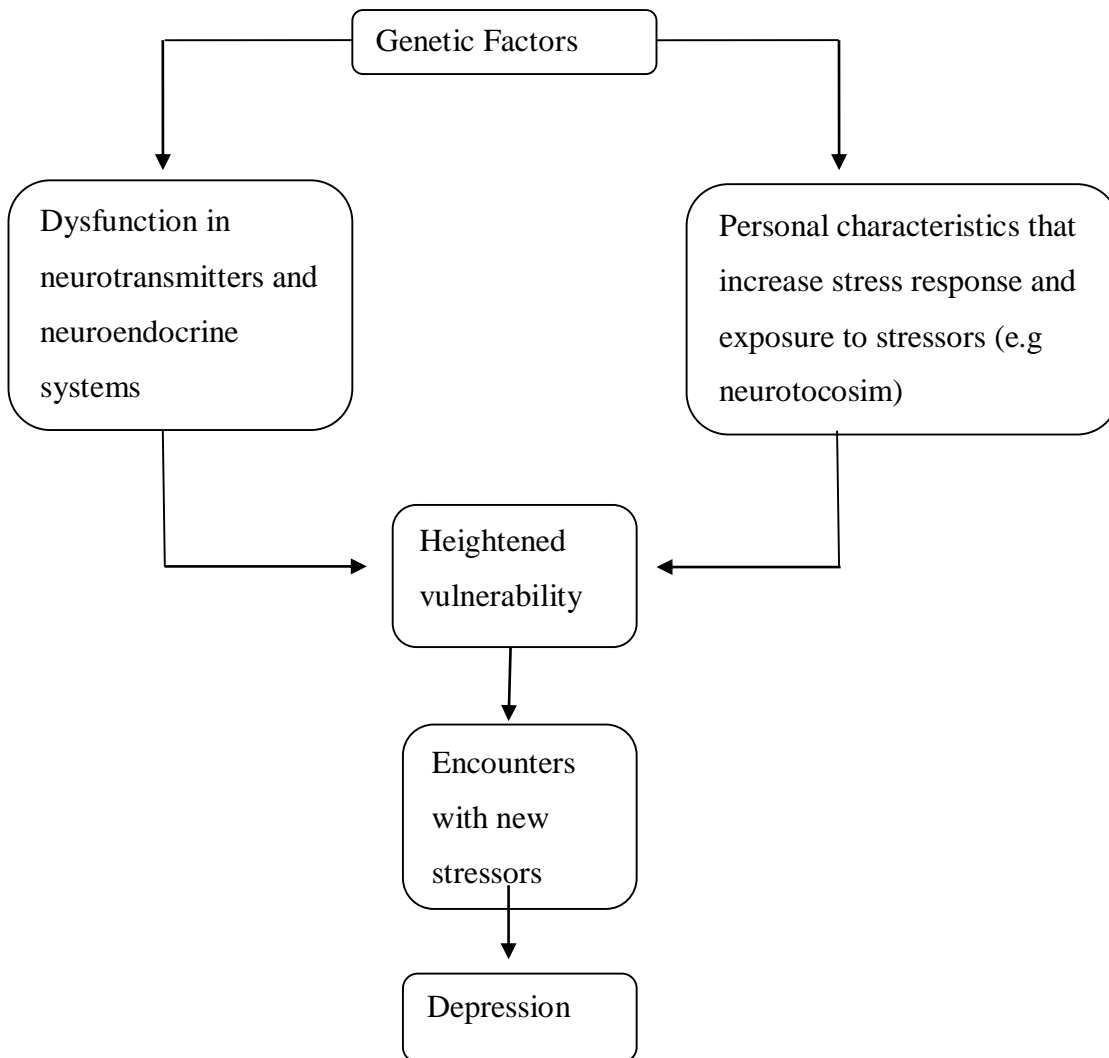 Genetic Factors
Dysfunction in
neurotransmitters and
neuroendocrine
systems
Personal characteristics that
increase stress response and
exposure to stressors (e.g
neurotocosim)
Heightened
vulnerability
Encounters
with new
stressors
Depression